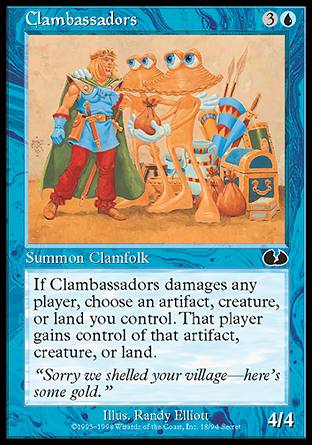 Clambassadors 3
Summon Clamfolk
If Clambassadors damages any
player, choose an artifact, creature,
or land you control. That player
gains control of that artifact,
creature, or land.
“Sorry we shelled your village—here’s
some gold.”
Illus. Randy Elliott
©1993–1998 Wizards of the Coast, Inc. 18/94 Secret
4/4